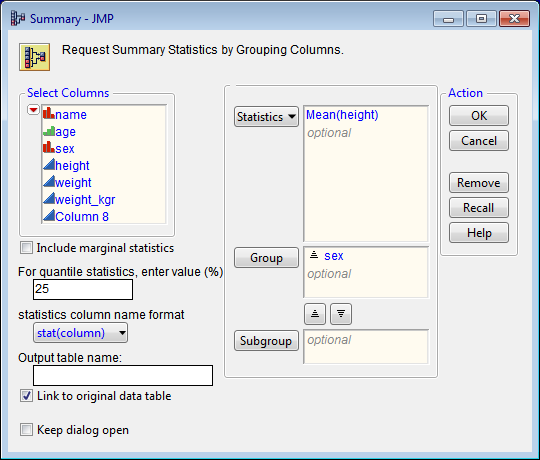 Summary - JMP
Request Summary Statistics by Grouping Columns.
Select Columns
name
age
sex
height
weight
weight_kgr
Column 8
Include marginal statistics
For quantile statistics, enter value (%)
25
statistics column name format
stat(column)
Output table name:
Link to original data table
Keep dialog open
Statistics
Mean(height)
optional
Group
sex
optional
Subgroup
optional
Action
OK
Cancel
Remove
Recall
Help